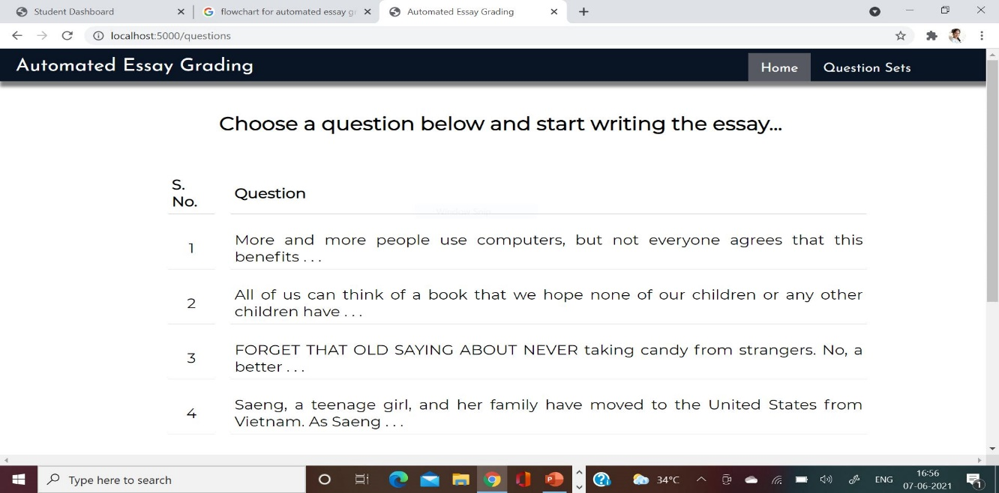 Student Dashboard
flowchart for automated essay gr
Automated Essay Grading
localhost:5000/questions
Automated Essay Grading
Home
Question Sets
Choose a question below and start writing the essay...
S.
No.
Question
1
More and more people use computers, but not everyone agrees that this
benefits . . .
2
All of us can think of a book that we hope none of our children or any other
children have . . .
3
FORGET THAT OLD SAYING ABOUT NEVER taking candy from strangers. No, a
better . . .
4
Saeng, a teenage girl, and her family have moved to the United States from
Vietnam. As Saeng . . .
Type here to search
34°C
ENG
16:56
07-06-2021
1